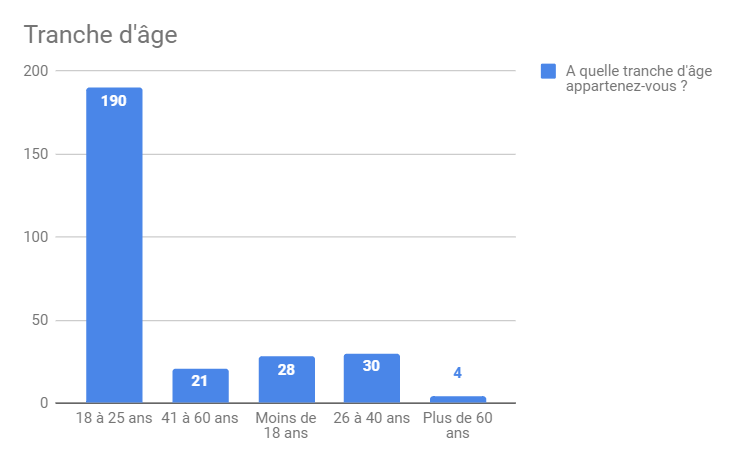 Tranche d'âge
200
150
100
50
0
190
21
28
30
4
18 à 25 ans
41 à 60 ans
Moins de
18 ans
26 à 40 ans
Plus de 60
ans
A quelle tranche d'âge
appartenez-vous ?